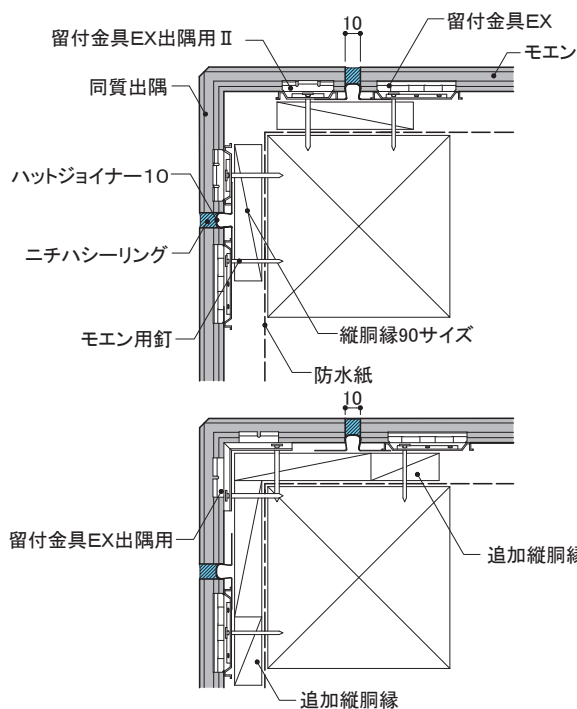 10
留付金具EX
留付金具EX出隅用Ⅱ
モエン
同質出隅
ハットジョイナー10
ニチハシーリング
モエン用釘
縦胴縁90サイズ
防水紙
10
留付金具EX出隅用
追加縦胴縁
追加縦胴縁